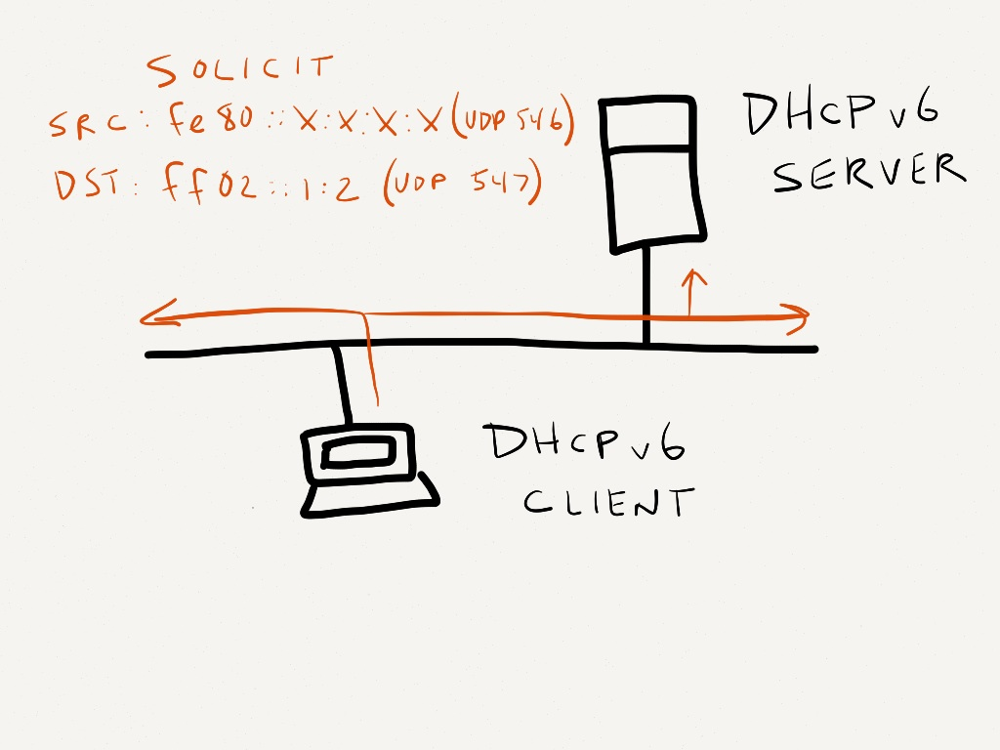 SOLICIT
SRC: fe80::X:X:X:X (UDP 546)
DST: ff02::1:2 (UDP 547)
DHCPv6
SERVER
DHCPv6
CLIENT